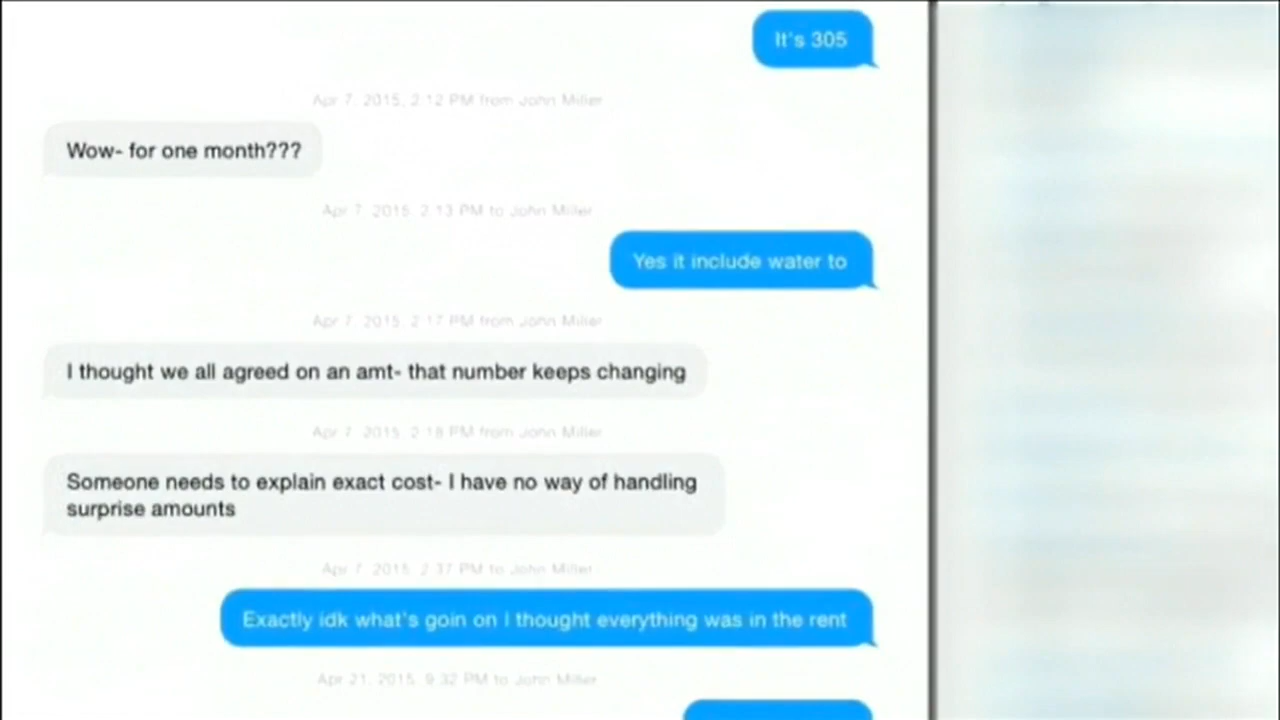 It's 305
Apr 7, 2015, 2:12 PM from John Miller
Wow- for one month???
Apr 7, 2015, 2:13 PM to John Miller
Yes it include water to
Apr 7, 2015, 2:17 PM from John Miller
I thought we all agreed on an amt- that number keeps changing
Apr 7, 2015, 2:18 PM from John Miller
Someone needs to explain exact cost- I have no way of handling
surprise amounts
Apr 7, 2015, 2:37 PM to John Miller
Exactly idk what's goin on I thought everything was in the rent
Apr 21, 2015, 9:32 PM to John Miller